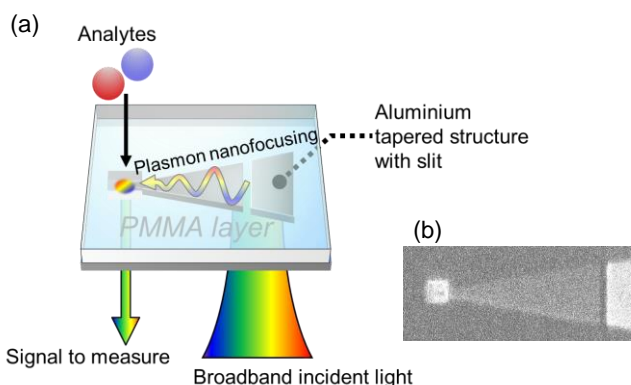 (a)
Analytes
Plasmon nanofocusing
Aluminium
tapered structure
with slit
PMMA layer
(b)
Signal to measure
Broadband incident light